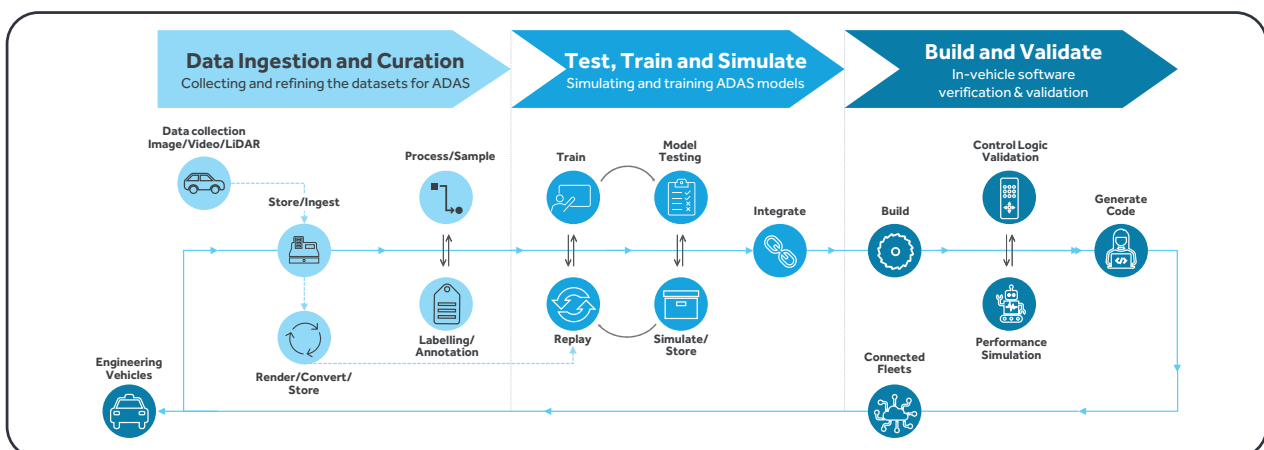 Data Ingestion and Curation
Collecting and refining the datasets for ADAS
Test, Train and Simulate
Simulating and training ADAS models
Build and Validate
In-vehicle software
verification & validation
Data collection
Image/Video/LiDAR
Process/Sample
Store/Ingest
Labelling/
Annotation
Render/Convert/
Store
Engineering
Vehicles
Train
Model
Testing
Integrate
Replay
Simulate/
Store
Build
Control Logic
Validation
Generate
Code
Performance
Simulation
Connected
Fleets